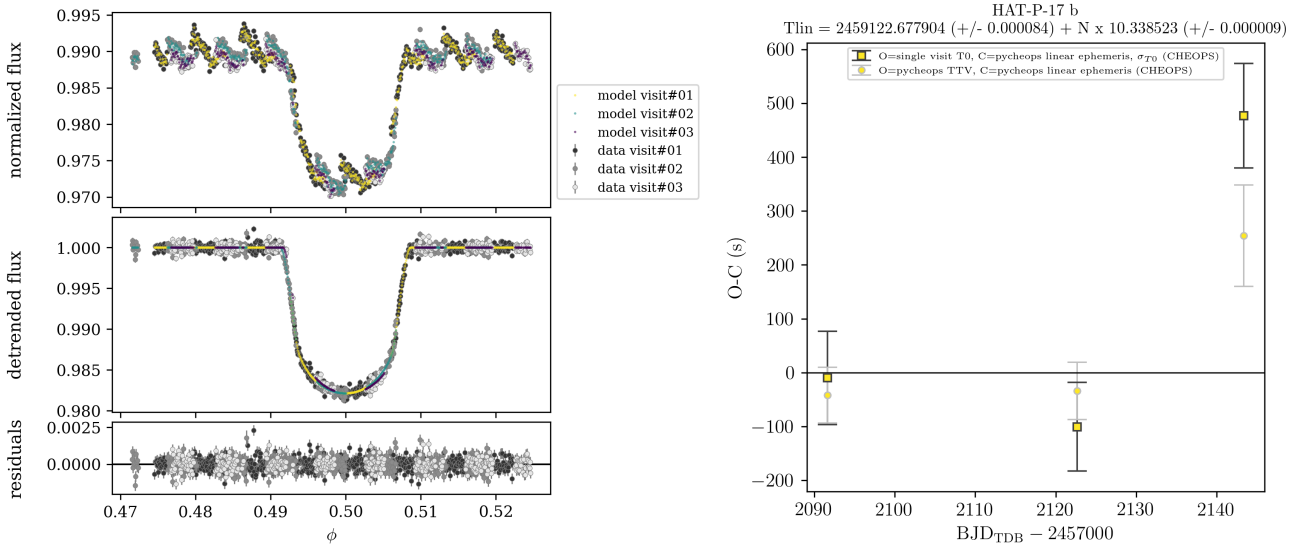 0.995
0.990
0.985
0.980
0.975
0.970
normalized flux
model visit#01
model visit#02
model visit#03
data visit#01
data visit#02
data visit#03
1.000
0.995
0.990
0.985
0.980
detrended flux
0.0025
0.0000
residuals
0.47 0.48 0.49 0.50 0.51 0.52
ϕ
HAT-P-17 b
Tlin = 2459122.677904 (+/- 0.000084) + N x 10.338523 (+/- 0.000009)
O=single visit T0, C=pycheops linear ephemeris, σ_T0 (CHEOPS)
O=pycheops TTV, C=pycheops linear ephemeris (CHEOPS)
600
500
400
300
200
100
0
−100
−200
O-C (s)
2090 2100 2110 2120 2130 2140
BJD_TDB − 2457000